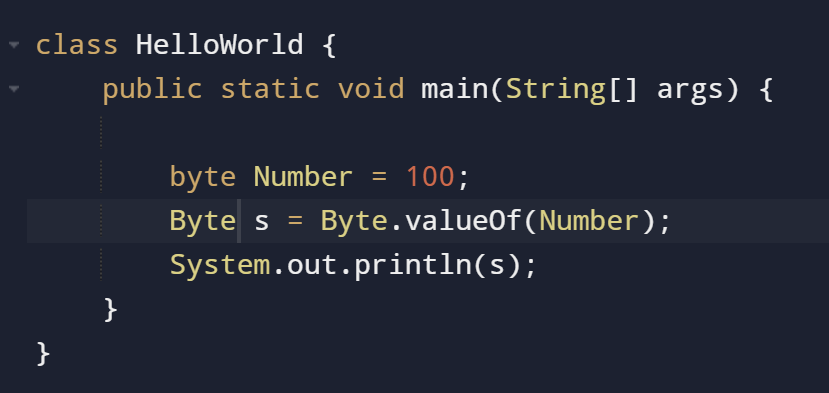 class HelloWorld {
public static void main(String[] args) {
byte Number = 100;
Byte s = Byte.valueOf(Number);
System.out.println(s);
}
}